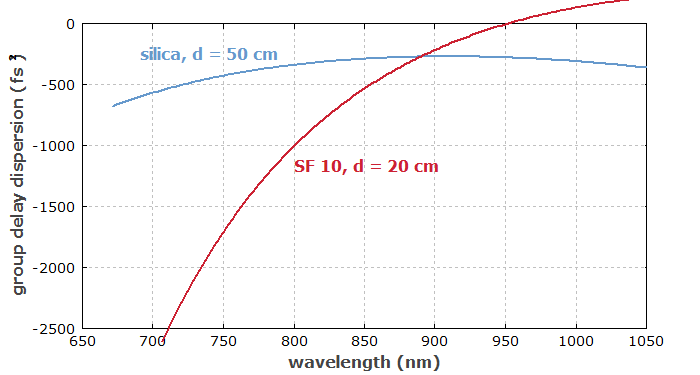 0
-500
-1000
-1500
-2000
-2500
group delay dispersion (fs²)
silica, d = 50 cm
SF 10, d = 20 cm
650 700 750 800 850 900 950 1000 1050
wavelength (nm)